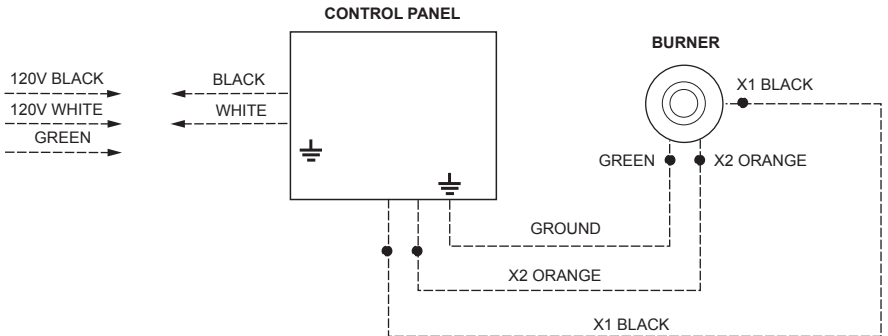 CONTROL PANEL
BURNER
120V BLACK
BLACK
X1 BLACK
120V WHITE
WHITE
GREEN
GREEN
X2 ORANGE
GROUND
X2 ORANGE
X1 BLACK